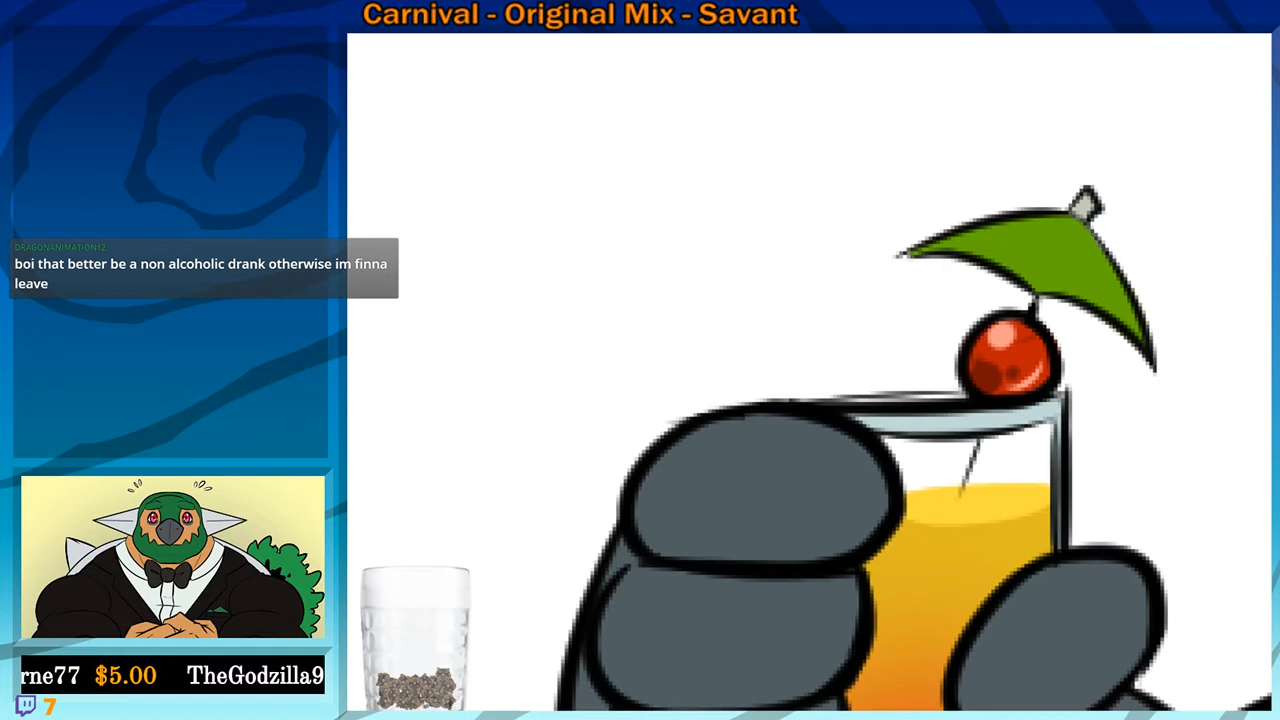 Carnival - Original Mix - Savant
DRAGONANIMATION12
boi that better be a non alcoholic drank otherwise im finna
leave
rne77 $5.00 TheGodzilla9
7